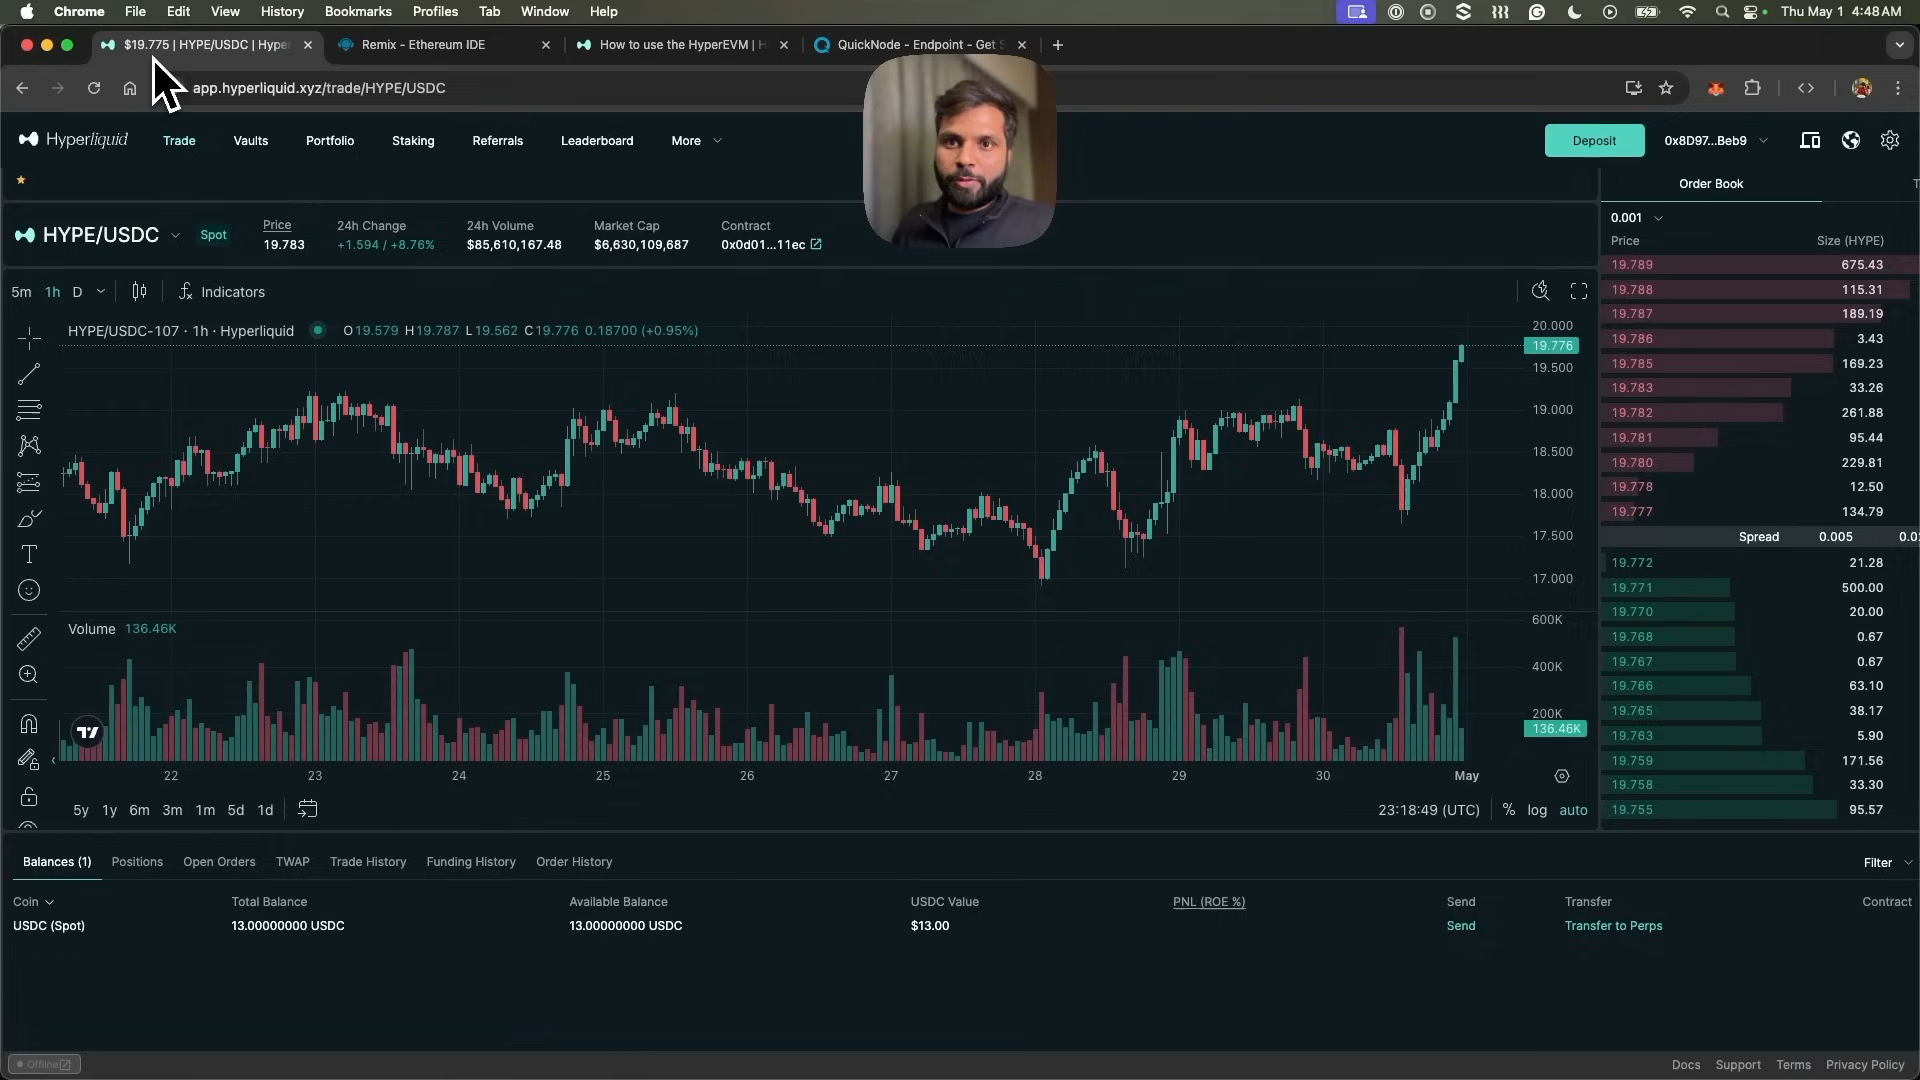 Chrome File Edit View History Bookmarks Profiles Tab Window Help
Thu May 1 4:48 AM
$19.775 | HYPE/USDC | Hyper
Remix - Ethereum IDE
How to use the HyperEVM | H
QuickNode - Endpoint - Get
app.hyperliquid.xyz/trade/HYPE/USDC
Hyperliquid Trade Vaults Portfolio Staking Referrals Leaderboard More
Deposit 0x8D97...Beb9
HYPE/USDC Spot
Price 24h Change 24h Volume Market Cap Contract
19.783 +1.594 / +8.76% $85,610,167.48 $6,630,109,687 0x0d01...11ec
5m 1h D Indicators
HYPE/USDC-107 · 1h · Hyperliquid O19.579 H19.787 L19.562 C19.776 0.18700 (+0.95%)
20.000
19.776
19.500
19.000
18.500
18.000
17.500
17.000
Volume 136.46K
600K
400K
200K
136.46K
22 23 24 25 26 27 28 29 30 May
5y 1y 6m 3m 1m 5d 1d
23:18:49 (UTC) % log auto
Order Book T
0.001
Price Size (HYPE)
19.789 675.43
19.788 115.31
19.787 189.19
19.786 3.43
19.785 169.23
19.783 33.26
19.782 261.88
19.781 95.44
19.780 229.81
19.778 12.50
19.777 134.79
Spread 0.005
19.772 21.28
19.771 500.00
19.770 20.00
19.768 0.67
19.767 0.67
19.766 63.10
19.765 38.17
19.763 5.90
19.759 171.56
19.758 33.30
19.755 95.57
Balances (1) Positions Open Orders TWAP Trade History Funding History Order History
Filter
Coin Total Balance Available Balance USDC Value PNL (ROE %) Send Transfer Contract
USDC (Spot) 13.00000000 USDC 13.00000000 USDC $13.00 Send Transfer to Perps
Offline
Docs Support Terms Privacy Policy